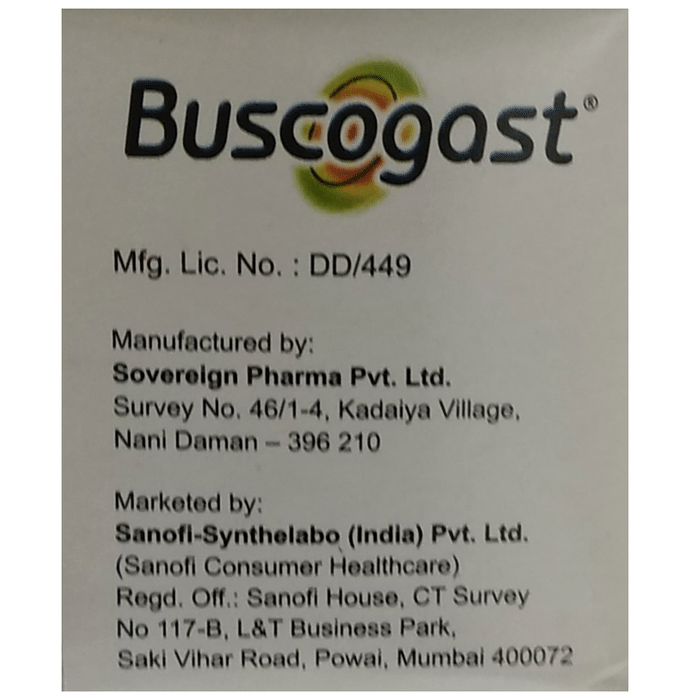 Buscogast®
Mfg. Lic. No. : DD/449
Manufactured by:
Sovereign Pharma Pvt. Ltd.
Survey No. 46/1-4, Kadaiya Village,
Nani Daman – 396 210
Marketed by:
Sanofi-Synthelabo (India) Pvt. Ltd.
(Sanofi Consumer Healthcare)
Regd. Off.: Sanofi House, CT Survey
No 117-B, L&T Business Park,
Saki Vihar Road, Powai, Mumbai 400072